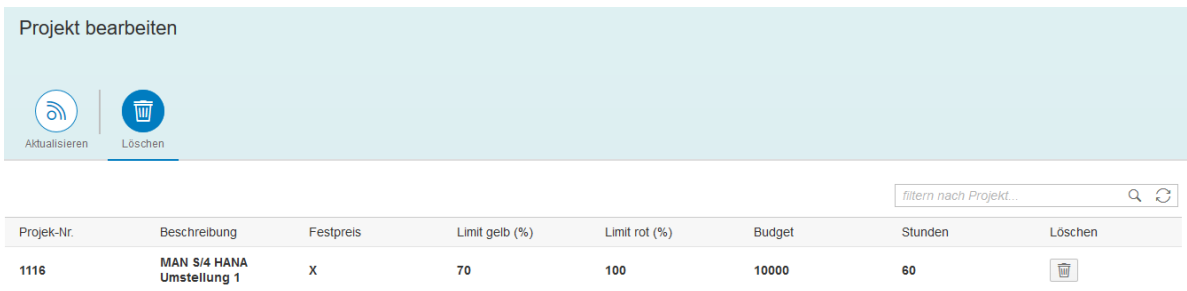 Projekt bearbeiten
Aktualisieren
Löschen
filtern nach Projekt...
Projek-Nr. Beschreibung Festpreis Limit gelb (%) Limit rot (%) Budget Stunden Löschen
1116 MAN S/4 HANA X 70 100 10000 60
Umstellung 1